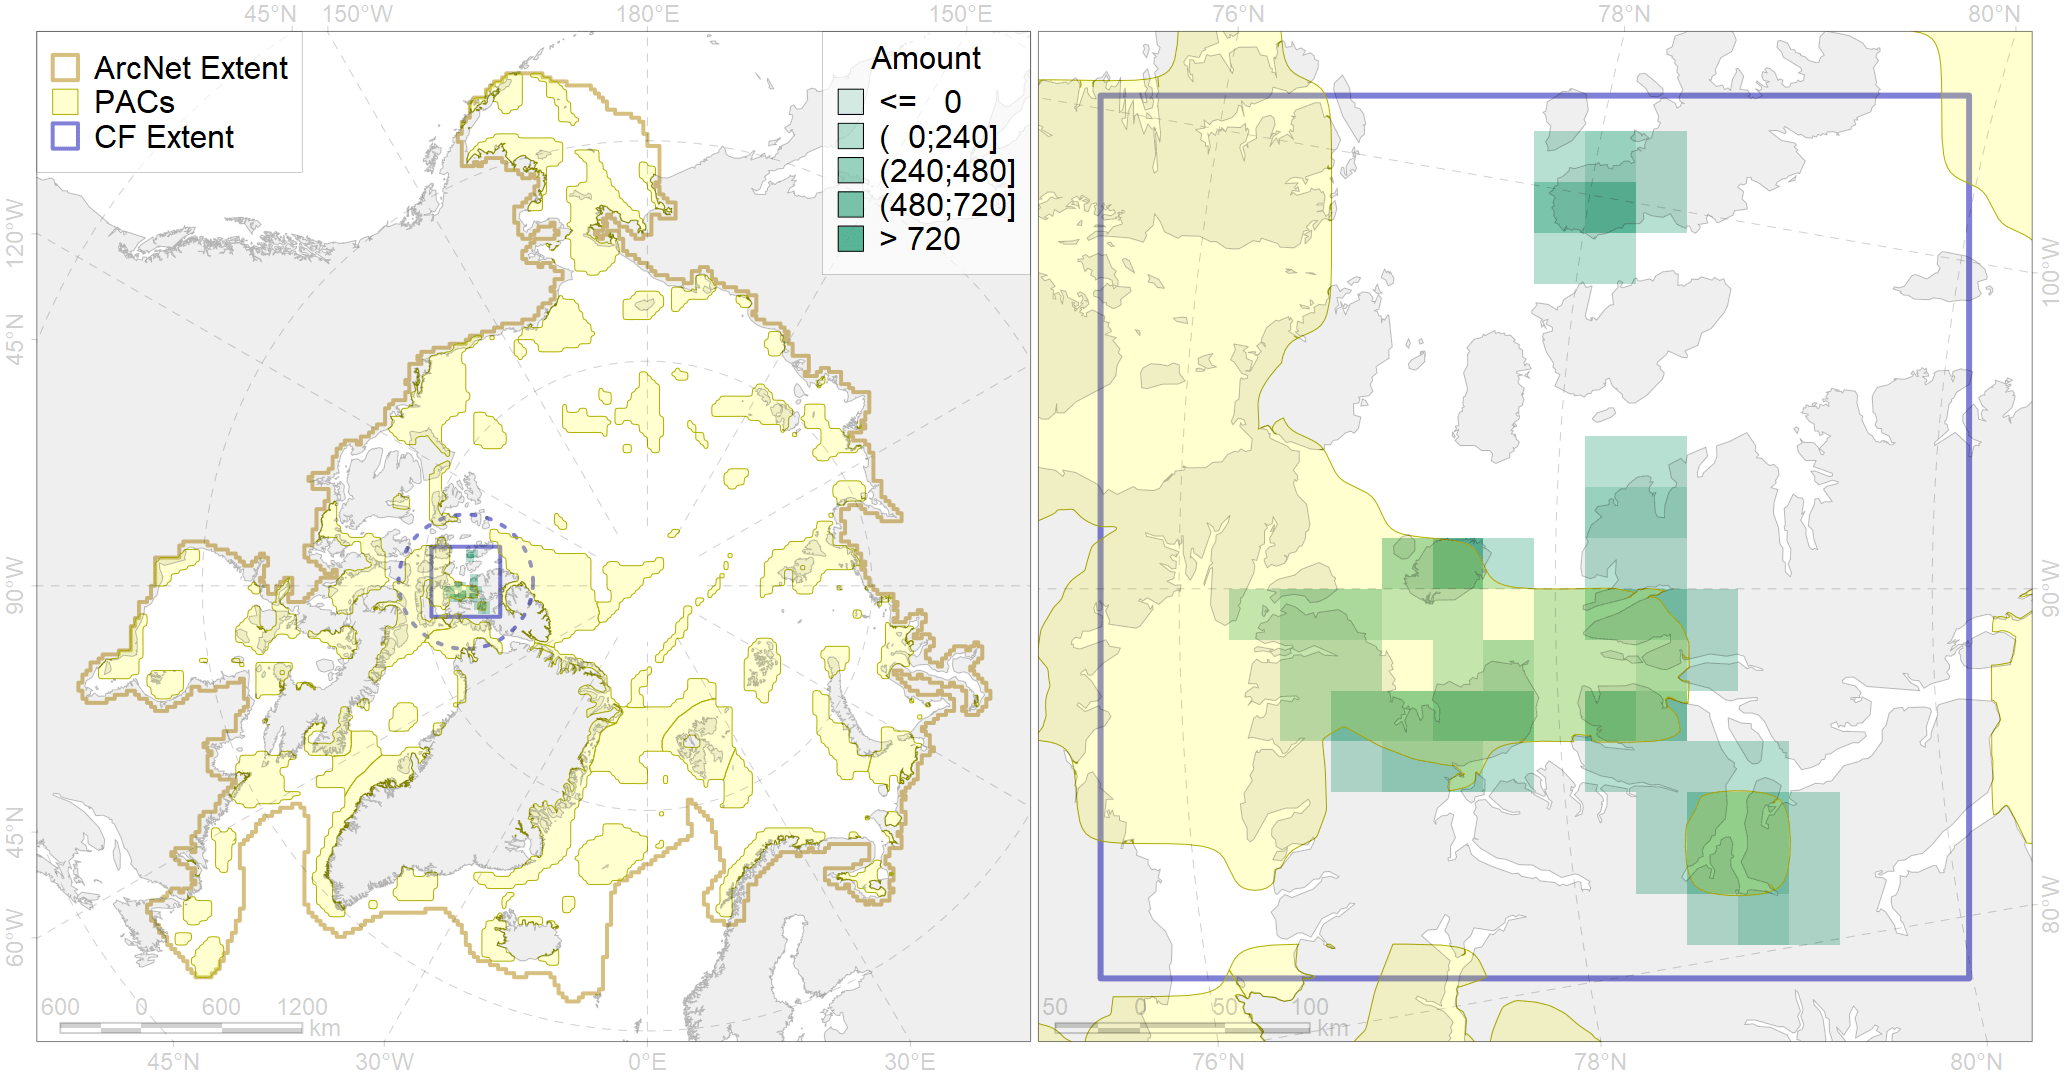 45°N 150°W 180°E 150°E 76°N 78°N 80°N
ArcNet Extent
PACs
CF Extent
Amount
<= 0
( 0;240]
(240;480]
(480;720]
> 720
120°W
45°N
90°W
45°N
60°W
100°W
90°W
80°W
600 0 600 1200
km
50 0 50 100
km
45°N 30°W 0°E 30°E 76°N 78°N 80°N